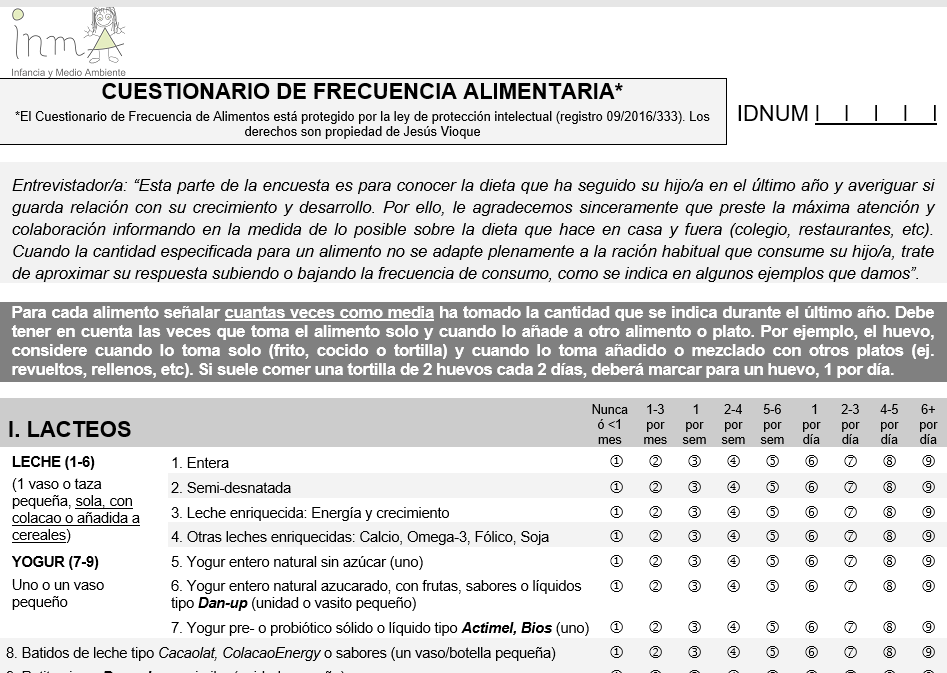 inmA
Infancia y Medio Ambiente
CUESTIONARIO DE FRECUENCIA ALIMENTARIA*
*El Cuestionario de Frecuencia de Alimentos está protegido por la ley de protección intelectual (registro 09/2016/333). Los
derechos son propiedad de Jesús Vioque
IDNUM |__|__|__|__|
Entrevistador/a: “Esta parte de la encuesta es para conocer la dieta que ha seguido su hijo/a en el último año y averiguar si
guarda relación con su crecimiento y desarrollo. Por ello, le agradecemos sinceramente que preste la máxima atención y
colaboración informando en la medida de lo posible sobre la dieta que hace en casa y fuera (colegio, restaurantes, etc).
Cuando la cantidad especificada para un alimento no se adapte plenamente a la ración habitual que consume su hijo/a, trate
de aproximar su respuesta subiendo o bajando la frecuencia de consumo, como se indica en algunos ejemplos que damos”.
Para cada alimento señalar cuantas veces como media ha tomado la cantidad que se indica durante el último año. Debe
tener en cuenta las veces que toma el alimento solo y cuando lo añade a otro alimento o plato. Por ejemplo, el huevo,
considere cuando lo toma solo (frito, cocido o tortilla) y cuando lo toma añadido o mezclado con otros platos (ej.
revueltos, rellenos, etc). Si suele comer una tortilla de 2 huevos cada 2 días, deberá marcar para un huevo, 1 por día.
I. LACTEOS
Nunca 1-3 1 2-4 5-6 1 2-3 4-5 6+
ó <1 por por por por por por por por
mes mes sem sem sem día día día día
LECHE (1-6) 1. Entera ① ② ③ ④ ⑤ ⑥ ⑦ ⑧ ⑨
(1 vaso o taza
pequeña, sola, con
colacao o añadida a
cereales)
2. Semi-desnatada ① ② ③ ④ ⑤ ⑥ ⑦ ⑧ ⑨
3. Leche enriquecida: Energía y crecimiento ① ② ③ ④ ⑤ ⑥ ⑦ ⑧ ⑨
4. Otras leches enriquecidas: Calcio, Omega-3, Fólico, Soja ① ② ③ ④ ⑤ ⑥ ⑦ ⑧ ⑨
YOGUR (7-9) 5. Yogur entero natural sin azúcar (uno) ① ② ③ ④ ⑤ ⑥ ⑦ ⑧ ⑨
Uno o un vaso
pequeño
6. Yogur entero natural azucarado, con frutas, sabores o líquidos ① ② ③ ④ ⑤ ⑥ ⑦ ⑧ ⑨
tipo Dan-up (unidad o vasito pequeño)
7. Yogur pre- o probiótico sólido o líquido tipo Actimel, Bios (uno) ① ② ③ ④ ⑤ ⑥ ⑦ ⑧ ⑨
8. Batidos de leche tipo Cacaolat, ColacaoEnergy o sabores (un vaso/botella pequeña) ① ② ③ ④ ⑤ ⑥ ⑦ ⑧ ⑨